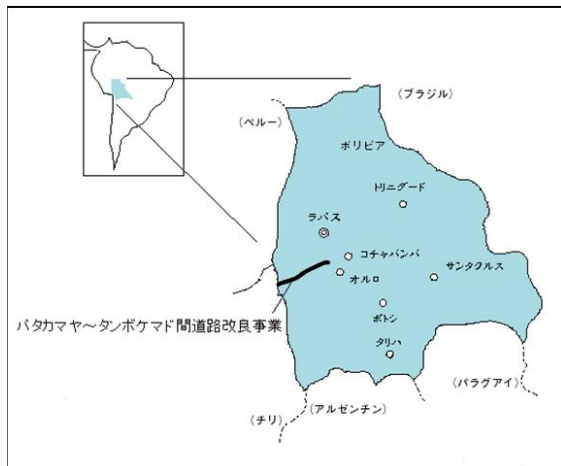 (ブラジル)
(ペルー)
ボリビア
トリニダード
ラパス
コチャバンバ
サンタクルス
オルロ
パタカマヤ～タンボケマド間道路改良事業
ポトシ
タリハ
(パラグアイ)
(アルゼンチン)
(チリ)